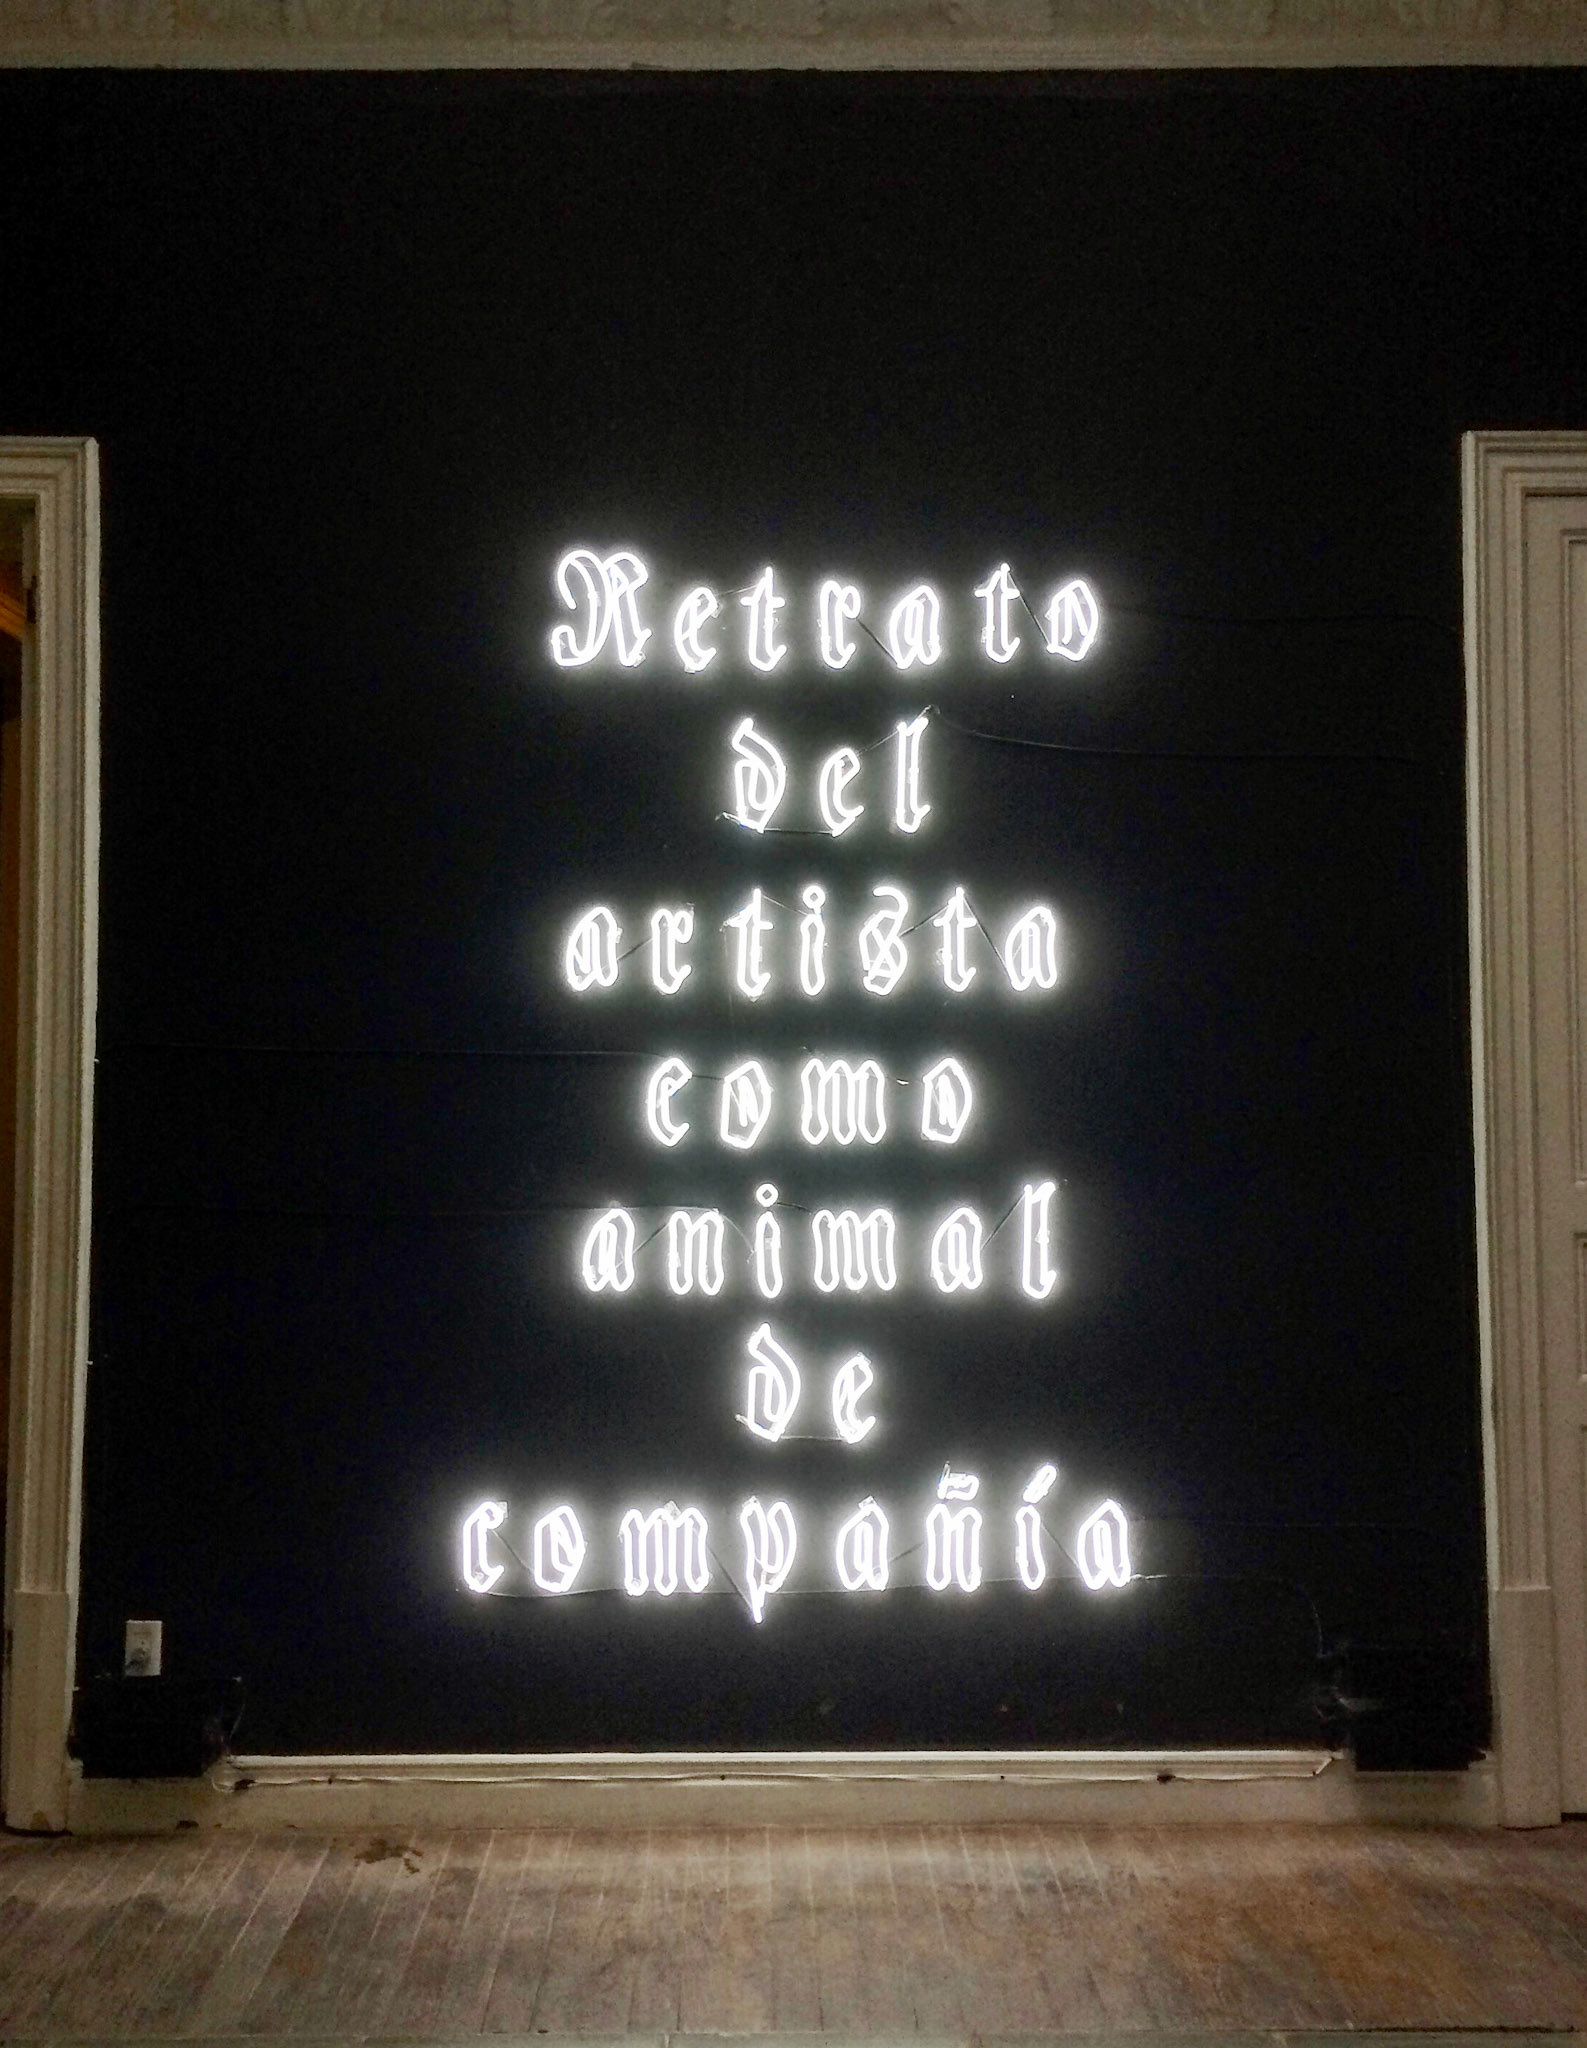 Retrato
del
artista
como
animal
de
compañía